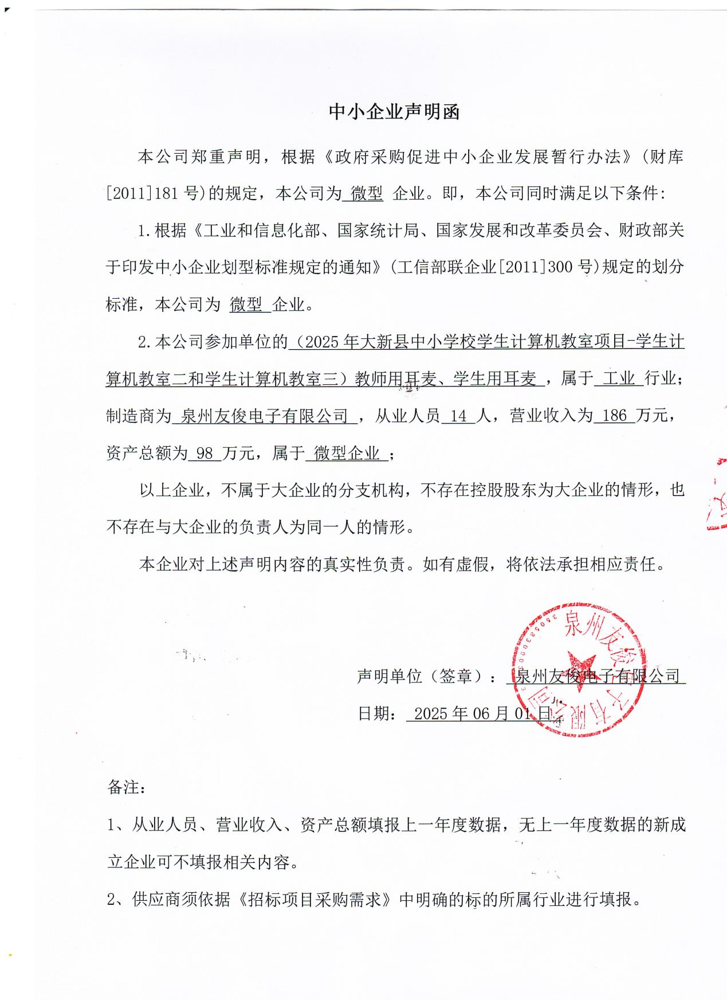 中小企业声明函
本公司郑重声明，根据《政府采购促进中小企业发展暂行办法》(财库
[2011]181 号)的规定，本公司为 微型 企业。即，本公司同时满足以下条件:
1.根据《工业和信息化部、国家统计局、国家发展和改革委员会、财政部关
于印发中小企业划型标准规定的通知》(工信部联企业[2011]300 号)规定的划分
标准，本公司为 微型 企业。
2.本公司参加单位的（2025 年大新县中小学校学生计算机教室项目-学生计
算机教室二和学生计算机教室三）教师用耳麦、学生用耳麦 ，属于 工业 行业；
制造商为 泉州友俊电子有限公司 ，从业人员 14 人，营业收入为 186 万元，
资产总额为 98 万元，属于 微型企业 ；
以上企业，不属于大企业的分支机构，不存在控股股东为大企业的情形，也
不存在与大企业的负责人为同一人的情形。
本企业对上述声明内容的真实性负责。如有虚假，将依法承担相应责任。
泉州友俊电子有限公司
声明单位（签章）： 泉州友俊电子有限公司
日期： 2025 年 06 月 01 日
备注：
1、从业人员、营业收入、资产总额填报上一年度数据，无上一年度数据的新成
立企业可不填报相关内容。
2、供应商须依据《招标项目采购需求》中明确的标的所属行业进行填报。